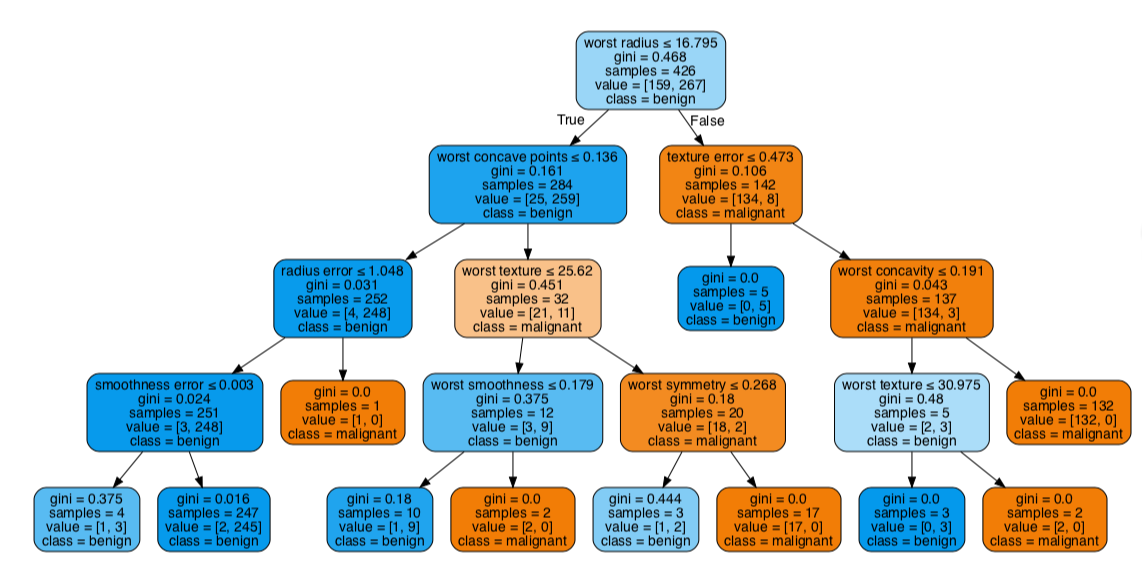 worst radius ≤ 16.795
gini = 0.468
samples = 426
value = [159, 267]
class = benign
True
False
worst concave points ≤ 0.136
gini = 0.161
samples = 284
value = [25, 259]
class = benign
texture error ≤ 0.473
gini = 0.106
samples = 142
value = [134, 8]
class = malignant
radius error ≤ 1.048
gini = 0.031
samples = 252
value = [4, 248]
class = benign
worst texture ≤ 25.62
gini = 0.451
samples = 32
value = [21, 11]
class = malignant
gini = 0.0
samples = 5
value = [0, 5]
class = benign
worst concavity ≤ 0.191
gini = 0.043
samples = 137
value = [134, 3]
class = malignant
smoothness error ≤ 0.003
gini = 0.024
samples = 251
value = [3, 248]
class = benign
gini = 0.0
samples = 1
value = [1, 0]
class = malignant
worst smoothness ≤ 0.179
gini = 0.375
samples = 12
value = [3, 9]
class = benign
worst symmetry ≤ 0.268
gini = 0.18
samples = 20
value = [18, 2]
class = malignant
worst texture ≤ 30.975
gini = 0.48
samples = 5
value = [2, 3]
class = benign
gini = 0.0
samples = 132
value = [132, 0]
class = malignant
gini = 0.375
samples = 4
value = [1, 3]
class = benign
gini = 0.016
samples = 247
value = [2, 245]
class = benign
gini = 0.18
samples = 10
value = [1, 9]
class = benign
gini = 0.0
samples = 2
value = [2, 0]
class = malignant
gini = 0.444
samples = 3
value = [1, 2]
class = benign
gini = 0.0
samples = 17
value = [17, 0]
class = malignant
gini = 0.0
samples = 3
value = [0, 3]
class = benign
gini = 0.0
samples = 2
value = [2, 0]
class = malignant